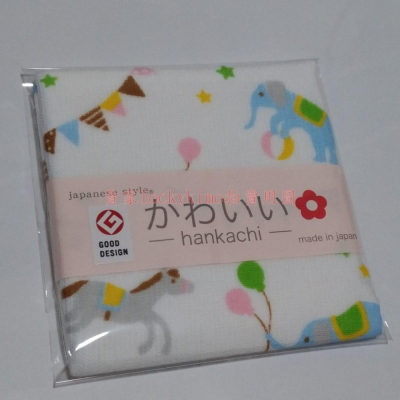 japanese style®
かわいい
GOOD
DESIGN
hankachi
made in japan